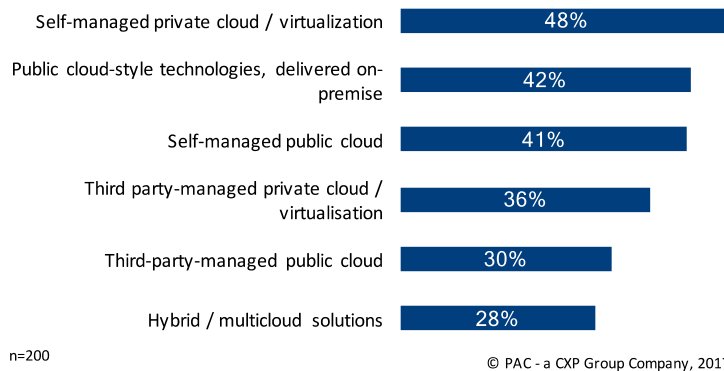 Self-managed private cloud / virtualization
48%
Public cloud-style technologies, delivered on-
premise
42%
Self-managed public cloud
41%
Third party-managed private cloud /
virtualisation
36%
Third-party-managed public cloud
30%
Hybrid / multicloud solutions
28%
n=200
© PAC - a CXP Group Company, 2017